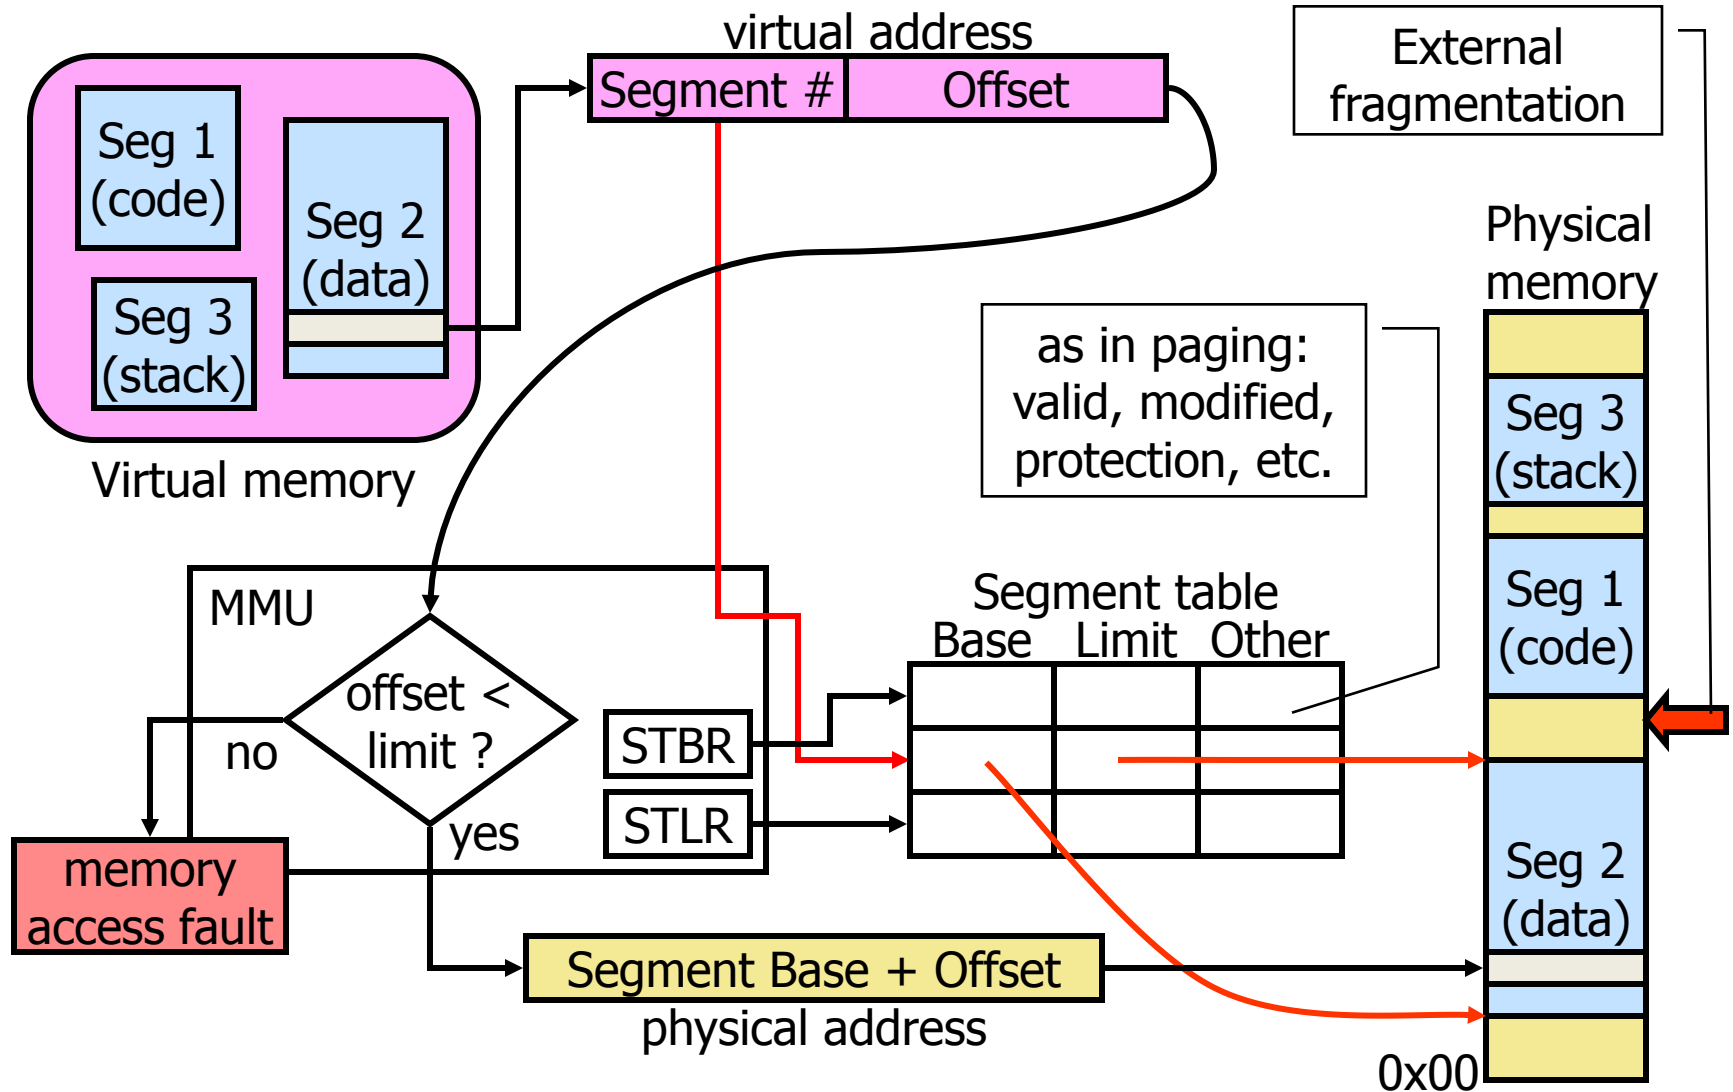 virtual address
Segment #
Offset
External
fragmentation
Seg 1
(code)
Seg 2
(data)
Seg 3
(stack)
Virtual memory
Physical
memory
as in paging:
valid, modified,
protection, etc.
Seg 3
(stack)
Seg 1
(code)
Seg 2
(data)
0x00
MMU
offset <
limit ?
no
yes
STBR
STLR
Segment table
Base Limit Other
memory
access fault
Segment Base + Offset
physical address